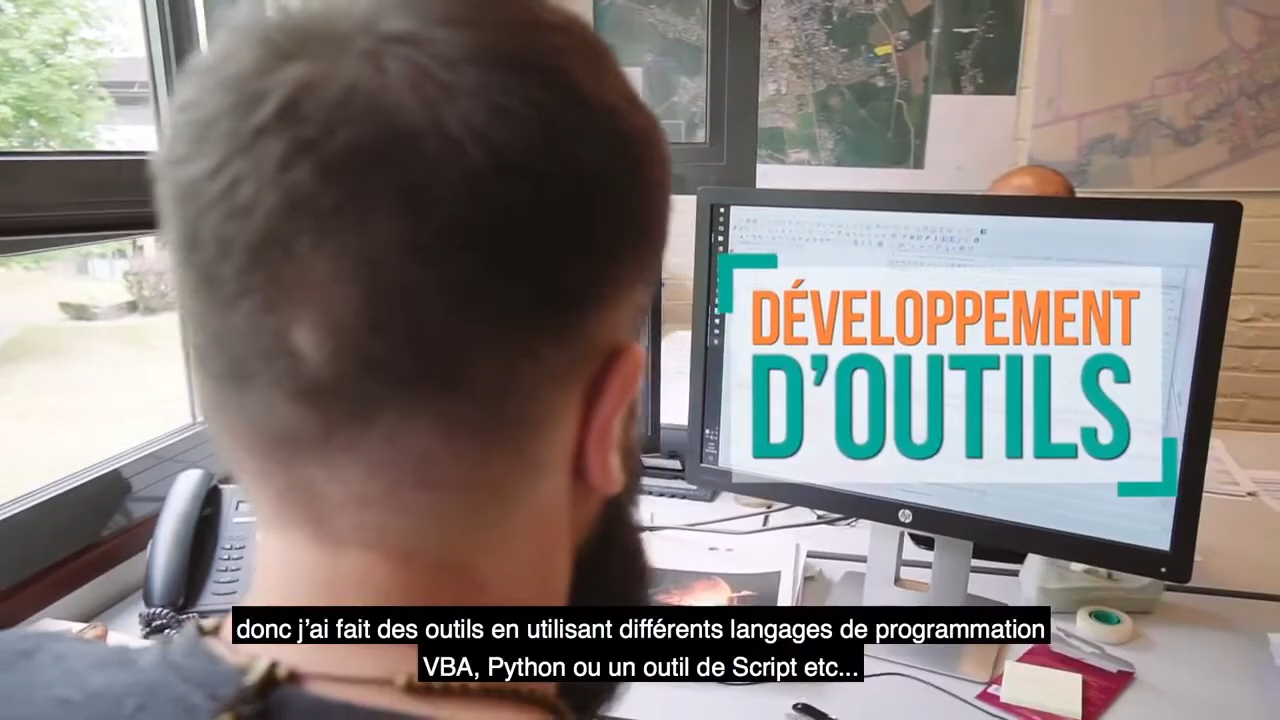 DÉVELOPPEMENT
D'OUTILS
hp
donc j'ai fait des outils en utilisant différents langages de programmation
VBA, Python ou un outil de Script etc...